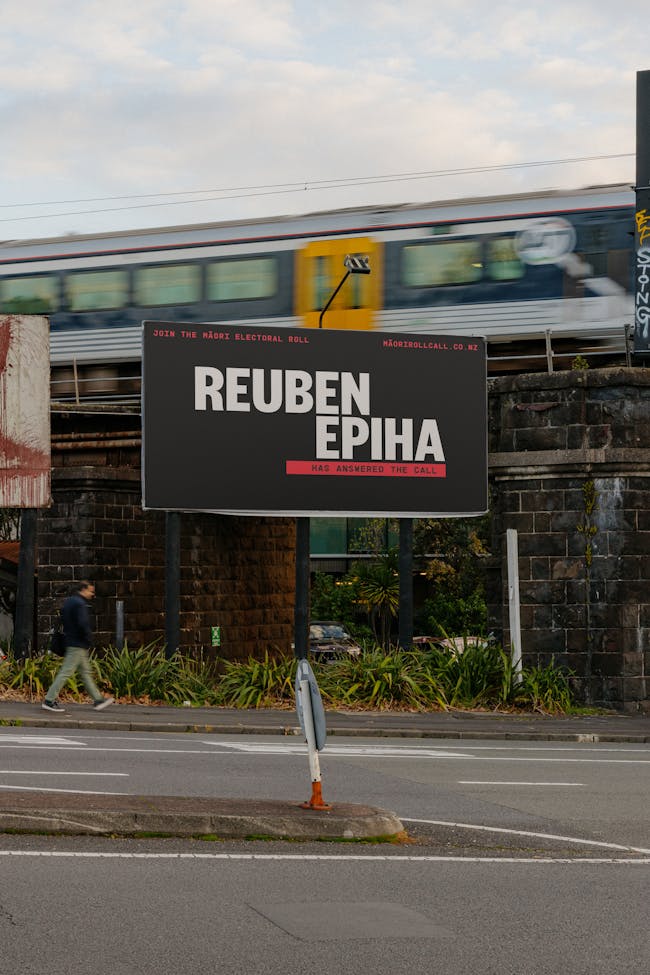 JOIN THE MĀORI ELECTORAL ROLL
MĀORIROLLCALL.CO.NZ
REUBEN
EPIHA
HAS ANSWERED THE CALL